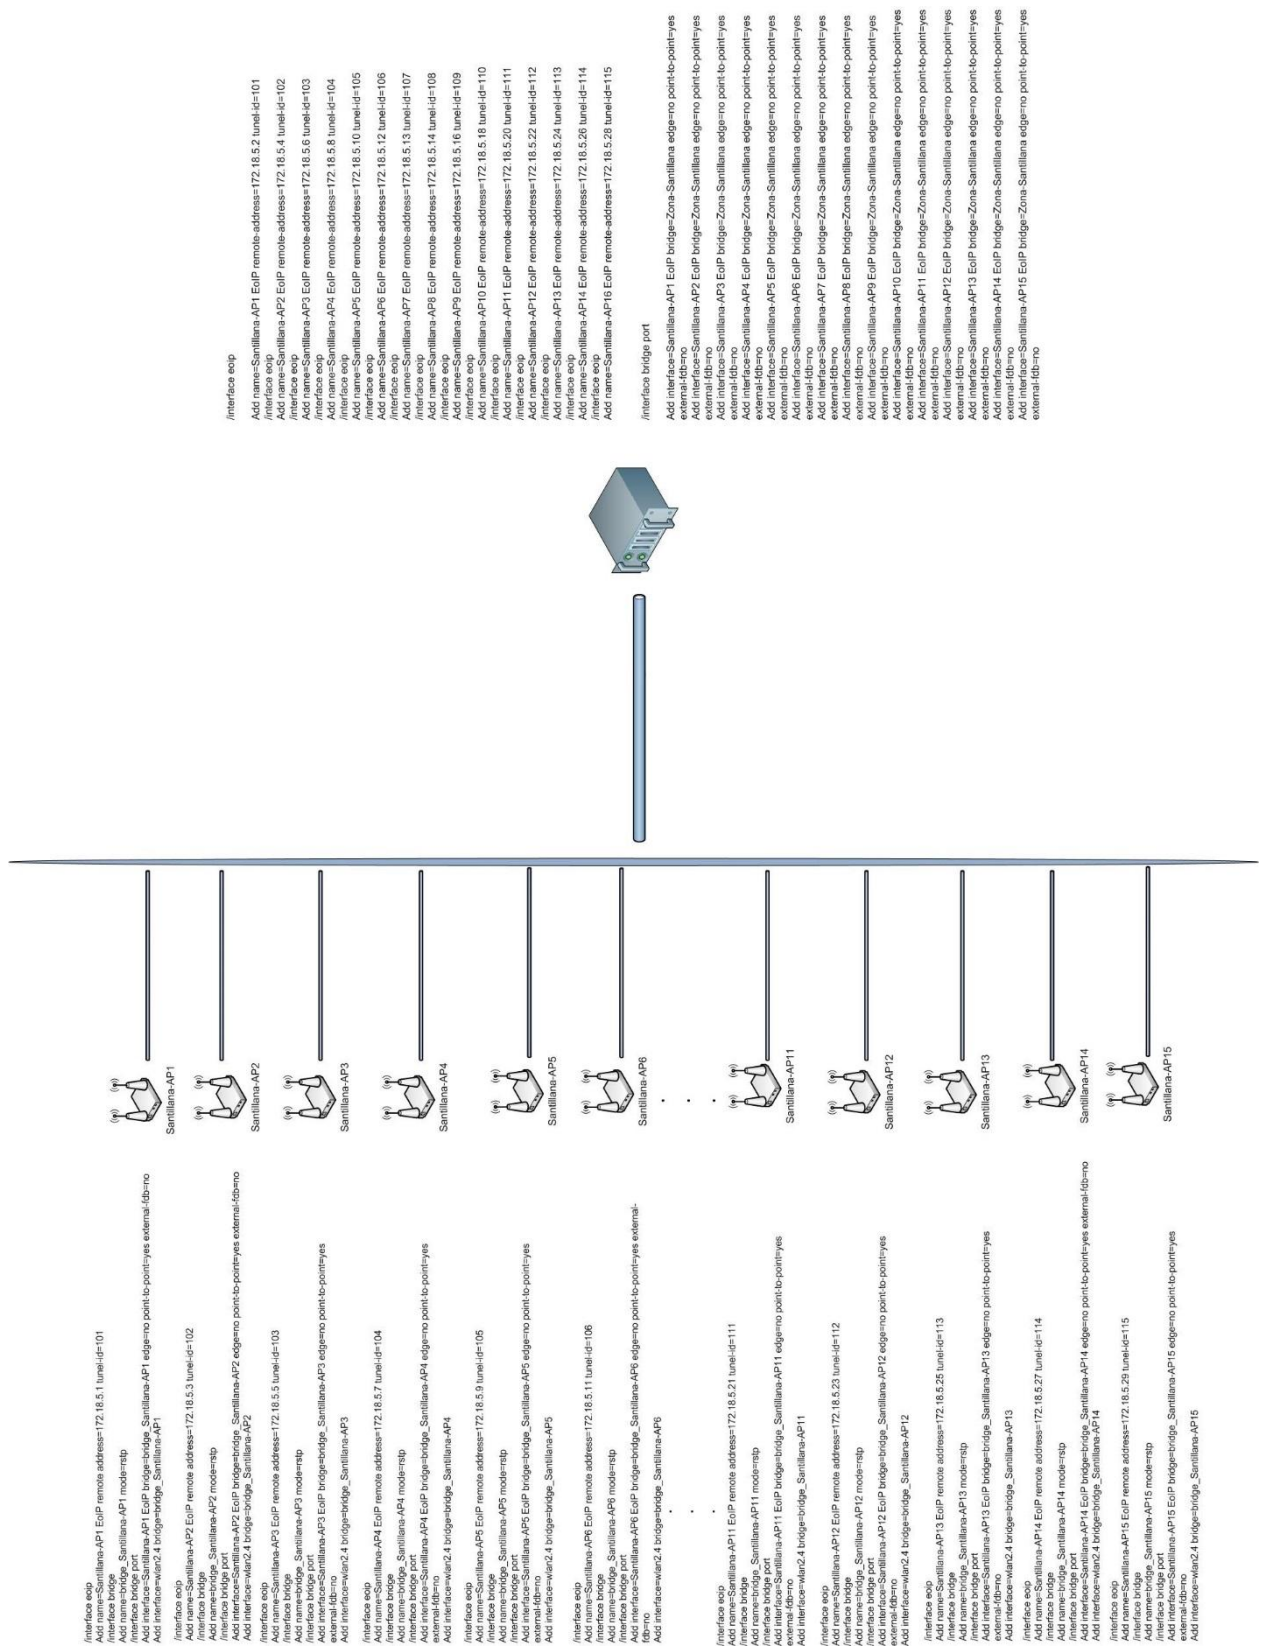 /interface eoip
Add name=Santillana-AP1 EoIP remote address=172.18.5.1 tunel-id=101
/interface bridge
Add name=bridge_Santillana-AP1 mode=rstp
/interface bridge port
Add interface=Santillana-AP1 EoIP bridge=bridge_Santillana-AP1 edge=no point-to-point=yes external-fdb=no
Add interface=wlan2.4 bridge=bridge_Santillana-AP1
/interface eoip
Add name=Santillana-AP2 EoIP remote address=172.18.5.3 tunel-id=102
/interface bridge
Add name=bridge_Santillana-AP2 mode=rstp
/interface bridge port
Add interface=Santillana-AP2 EoIP bridge=bridge_Santillana-AP2 edge=no point-to-point=yes external-fdb=no
Add interface=wlan2.4 bridge=bridge_Santillana-AP2
/interface eoip
Add name=Santillana-AP3 EoIP remote address=172.18.5.5 tunel-id=103
/interface bridge
Add name=bridge_Santillana-AP3 mode=rstp
/interface bridge port
Add interface=Santillana-AP3 EoIP bridge=bridge_Santillana-AP3 edge=no point-to-point=yes
external-fdb=no
Add interface=wlan2.4 bridge=bridge_Santillana-AP3
/interface eoip
Add name=Santillana-AP4 EoIP remote address=172.18.5.7 tunel-id=104
/interface bridge
Add name=bridge_Santillana-AP4 mode=rstp
/interface bridge port
Add interface=Santillana-AP4 EoIP bridge=bridge_Santillana-AP4 edge=no point-to-point=yes
external-fdb=no
Add interface=wlan2.4 bridge=bridge_Santillana-AP4
/interface eoip
Add name=Santillana-AP5 EoIP remote address=172.18.5.9 tunel-id=105
/interface bridge
Add name=bridge_Santillana-AP5 mode=rstp
/interface bridge port
Add interface=Santillana-AP5 EoIP bridge=bridge_Santillana-AP5 edge=no point-to-point=yes
external-fdb=no
Add interface=wlan2.4 bridge=bridge_Santillana-AP5
/interface eoip
Add name=Santillana-AP6 EoIP remote address=172.18.5.11 tunel-id=106
/interface bridge
Add name=bridge_Santillana-AP6 mode=rstp
/interface bridge port
Add interface=Santillana-AP6 EoIP bridge=bridge_Santillana-AP6 edge=no point-to-point=yes external-
fdb=no
Add interface=wlan2.4 bridge=bridge_Santillana-AP6
.
.
/interface eoip
Add name=Santillana-AP11 EoIP remote address=172.18.5.21 tunel-id=111
/interface bridge
Add name=bridge_Santillana-AP11 mode=rstp
/interface bridge port
Add interface=Santillana-AP11 EoIP bridge=bridge_Santillana-AP11 edge=no point-to-point=yes
external-fdb=no
Add interface=wlan2.4 bridge=bridge_Santillana-AP11
/interface eoip
Add name=Santillana-AP12 EoIP remote address=172.18.5.23 tunel-id=112
/interface bridge
Add name=bridge_Santillana-AP12 mode=rstp
/interface bridge port
Add interface=Santillana-AP12 EoIP bridge=bridge_Santillana-AP12 edge=no point-to-point=yes
external-fdb=no
Add interface=wlan2.4 bridge=bridge_Santillana-AP12
/interface eoip
Add name=Santillana-AP13 EoIP remote address=172.18.5.25 tunel-id=113
/interface bridge
Add name=bridge_Santillana-AP13 mode=rstp
/interface bridge port
Add interface=Santillana-AP13 EoIP bridge=bridge_Santillana-AP13 edge=no point-to-point=yes
external-fdb=no
Add interface=wlan2.4 bridge=bridge_Santillana-AP13
/interface eoip
Add name=Santillana-AP14 EoIP remote address=172.18.5.27 tunel-id=114
/interface bridge
Add name=bridge_Santillana-AP14 mode=rstp
/interface bridge port
Add interface=Santillana-AP14 EoIP bridge=bridge_Santillana-AP14 edge=no point-to-point=yes external-fdb=no
Add interface=wlan2.4 bridge=bridge_Santillana-AP14
/interface eoip
Add name=Santillana-AP15 EoIP remote address=172.18.5.29 tunel-id=115
/interface bridge
Add name=bridge_Santillana-AP15 mode=rstp
/interface bridge port
Add interface=Santillana-AP15 EoIP bridge=bridge_Santillana-AP15 edge=no point-to-point=yes
external-fdb=no
Add interface=wlan2.4 bridge=bridge_Santillana-AP15
Santillana-AP1
Santillana-AP2
Santillana-AP3
Santillana-AP4
Santillana-AP5
Santillana-AP6
.
.
.
Santillana-AP11
Santillana-AP12
Santillana-AP13
Santillana-AP14
Santillana-AP15
/interface eoip
Add name=Santillana-AP1 EoIP remote-address=172.18.5.2 tunel-id=101
/interface eoip
Add name=Santillana-AP2 EoIP remote-address=172.18.5.4 tunel-id=102
/interface eoip
Add name=Santillana-AP3 EoIP remote-address=172.18.5.6 tunel-id=103
/interface eoip
Add name=Santillana-AP4 EoIP remote-address=172.18.5.8 tunel-id=104
/interface eoip
Add name=Santillana-AP5 EoIP remote-address=172.18.5.10 tunel-id=105
/interface eoip
Add name=Santillana-AP6 EoIP remote-address=172.18.5.12 tunel-id=106
/interface eoip
Add name=Santillana-AP7 EoIP remote-address=172.18.5.13 tunel-id=107
/interface eoip
Add name=Santillana-AP8 EoIP remote-address=172.18.5.14 tunel-id=108
/interface eoip
Add name=Santillana-AP9 EoIP remote-address=172.18.5.16 tunel-id=109
/interface eoip
Add name=Santillana-AP10 EoIP remote-address=172.18.5.18 tunel-id=110
/interface eoip
Add name=Santillana-AP11 EoIP remote-address=172.18.5.20 tunel-id=111
/interface eoip
Add name=Santillana-AP12 EoIP remote-address=172.18.5.22 tunel-id=112
/interface eoip
Add name=Santillana-AP13 EoIP remote-address=172.18.5.24 tunel-id=113
/interface eoip
Add name=Santillana-AP14 EoIP remote-address=172.18.5.26 tunel-id=114
/interface eoip
Add name=Santillana-AP16 EoIP remote-address=172.18.5.28 tunel-id=115
/interface bridge port
Add interface=Santillana-AP1 EoIP bridge=Zona-Santillana edge=no point-to-point=yes
external-fdb=no
Add interface=Santillana-AP2 EoIP bridge=Zona-Santillana edge=no point-to-point=yes
external-fdb=no
Add interface=Santillana-AP3 EoIP bridge=Zona-Santillana edge=no point-to-point=yes
external-fdb=no
Add interface=Santillana-AP4 EoIP bridge=Zona-Santillana edge=no point-to-point=yes
external-fdb=no
Add interface=Santillana-AP5 EoIP bridge=Zona-Santillana edge=no point-to-point=yes
external-fdb=no
Add interface=Santillana-AP6 EoIP bridge=Zona-Santillana edge=no point-to-point=yes
external-fdb=no
Add interface=Santillana-AP7 EoIP bridge=Zona-Santillana edge=no point-to-point=yes
external-fdb=no
Add interface=Santillana-AP8 EoIP bridge=Zona-Santillana edge=no point-to-point=yes
external-fdb=no
Add interface=Santillana-AP9 EoIP bridge=Zona-Santillana edge=no point-to-point=yes
external-fdb=no
Add interface=Santillana-AP10 EoIP bridge=Zona-Santillana edge=no point-to-point=yes
external-fdb=no
Add interface=Santillana-AP11 EoIP bridge=Zona-Santillana edge=no point-to-point=yes
external-fdb=no
Add interface=Santillana-AP12 EoIP bridge=Zona-Santillana edge=no point-to-point=yes
external-fdb=no
Add interface=Santillana-AP13 EoIP bridge=Zona-Santillana edge=no point-to-point=yes
external-fdb=no
Add interface=Santillana-AP14 EoIP bridge=Zona-Santillana edge=no point-to-point=yes
external-fdb=no
Add interface=Santillana-AP15 EoIP bridge=Zona-Santillana edge=no point-to-point=yes
external-fdb=no